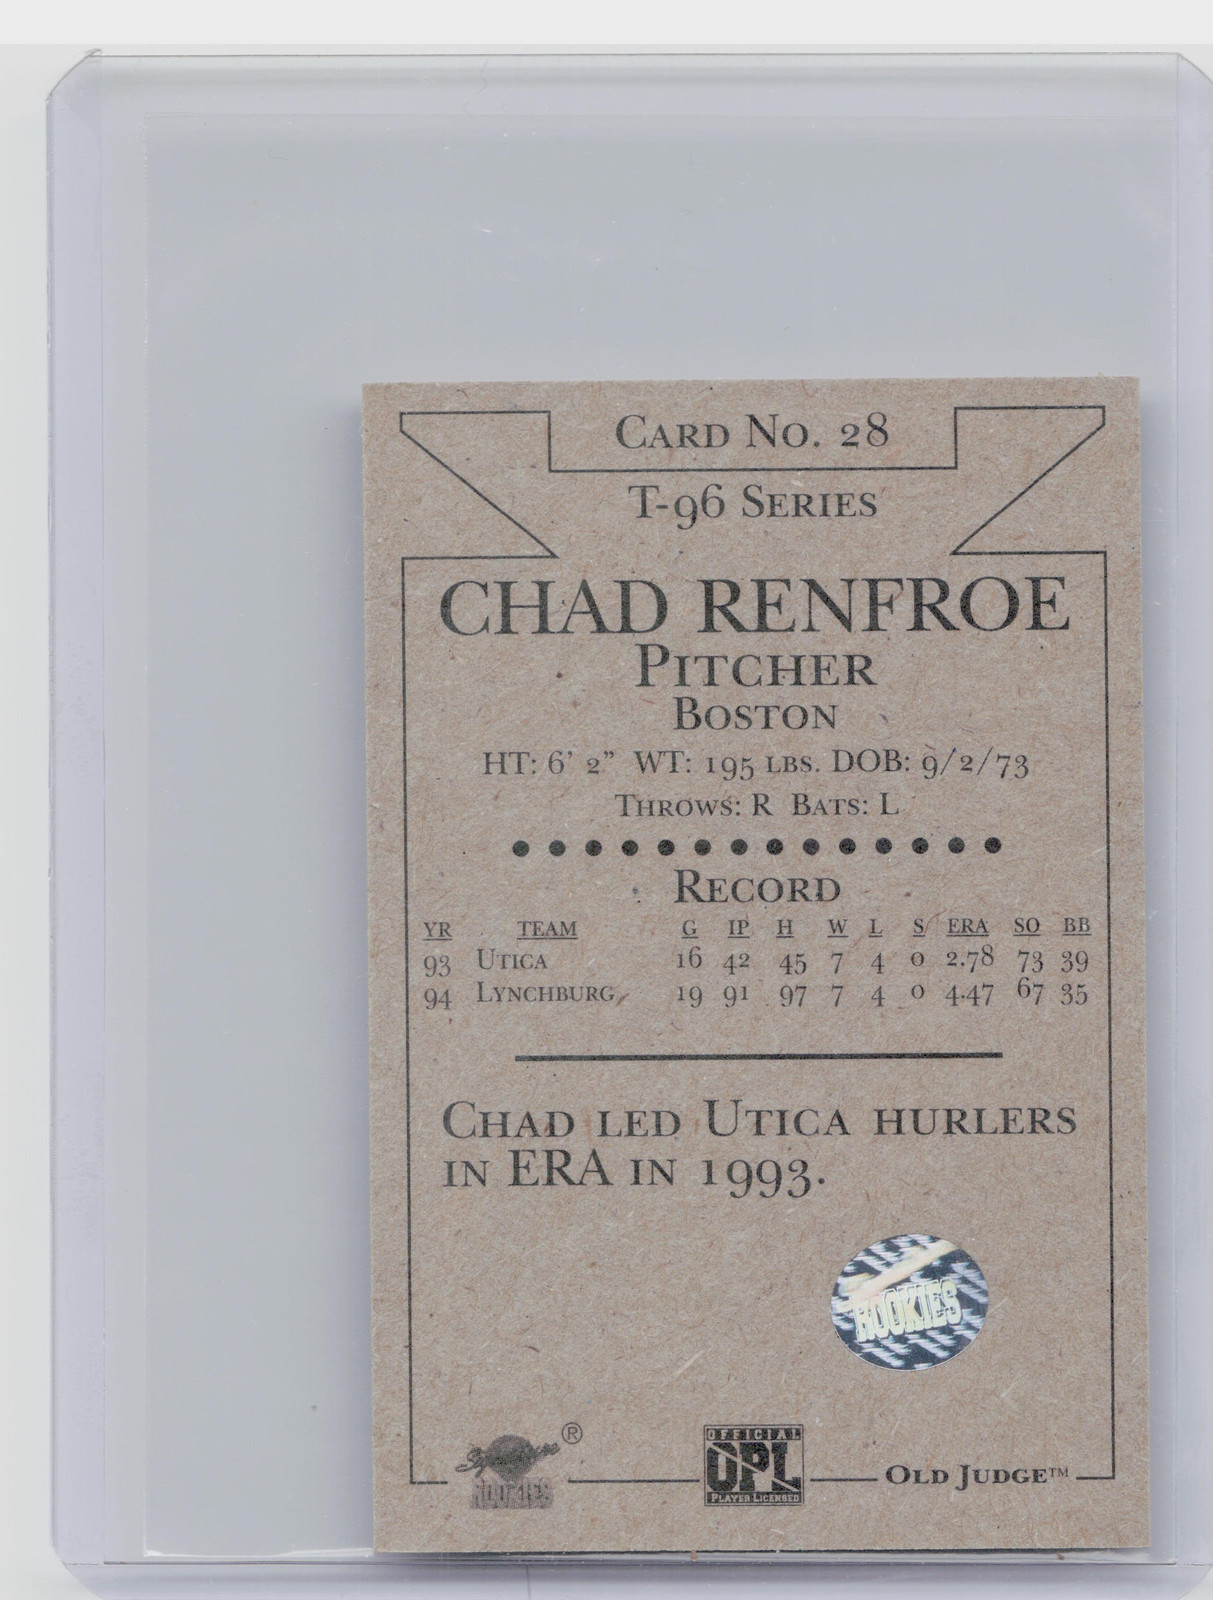 CARD NO. 28
T-96 SERIES
CHAD RENFROE
PITCHER
BOSTON
HT: 6' 2" WT: 195 LBS. DOB: 9/2/73
THROWS: R BATS: L
RECORD
YR TEAM G IP H W L S ERA SO BB
93 UTICA 16 42 45 7 4 0 2.78 73 39
94 LYNCHBURG 19 91 97 7 4 0 4.47 67 35
CHAD LED UTICA HURLERS
IN ERA IN 1993.
ROOKIES
Signature ®
ROOKIES
OFFICIAL
OPL
PLAYER LICENSED
OLD JUDGE™